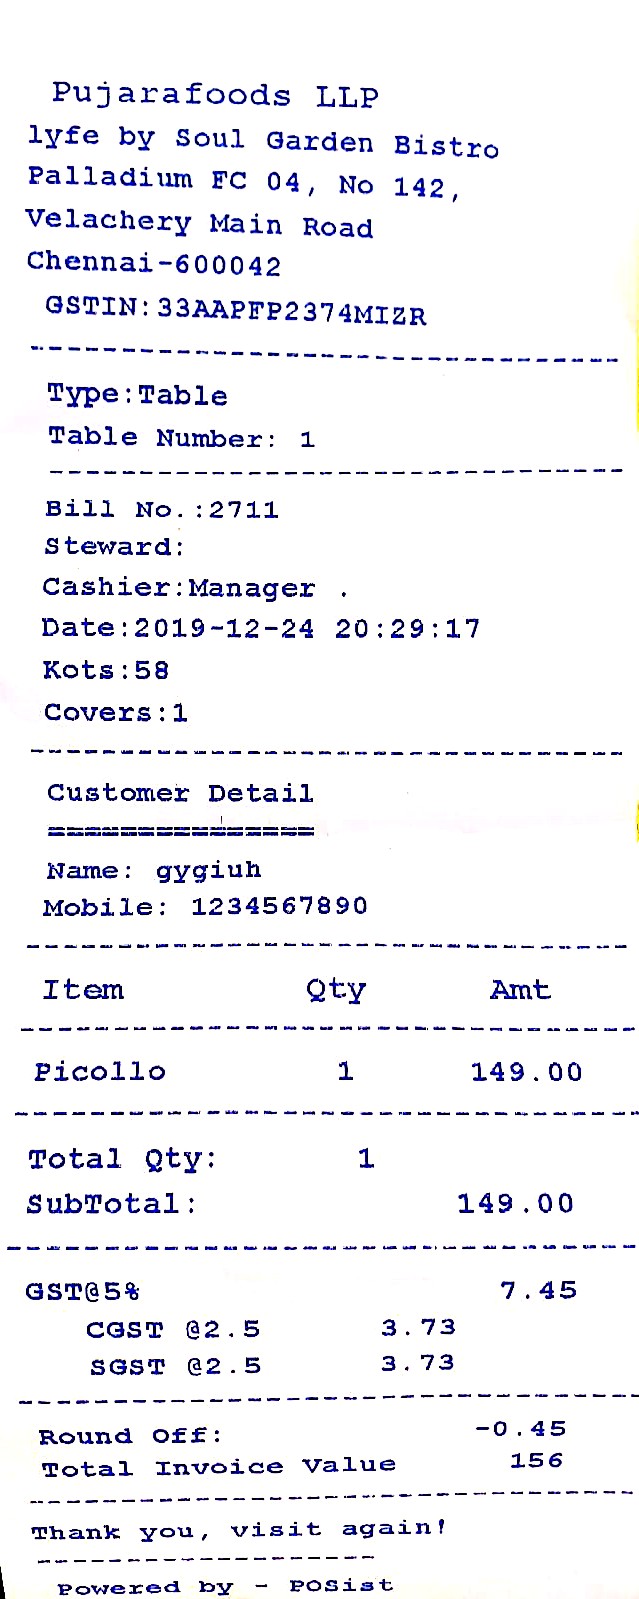 Pujarafoods LLP
lyfe by Soul Garden Bistro
Palladium FC 04, No 142,
Velachery Main Road
Chennai-600042
GSTIN:33AAPFP2374MIZR
Type:Table
Table Number: 1
Bill No.:2711
Steward:
Cashier:Manager .
Date:2019-12-24 20:29:17
Kots:58
Covers:1
Customer Detail
===============
Name: gygiuh
Mobile: 1234567890
Item Qty Amt
Picollo 1 149.00
Total Qty: 1
SubTotal: 149.00
GST@5% 7.45
CGST @2.5 3.73
SGST @2.5 3.73
Round Off: -0.45
Total Invoice Value 156
Thank you, visit again!
Powered by - POSist